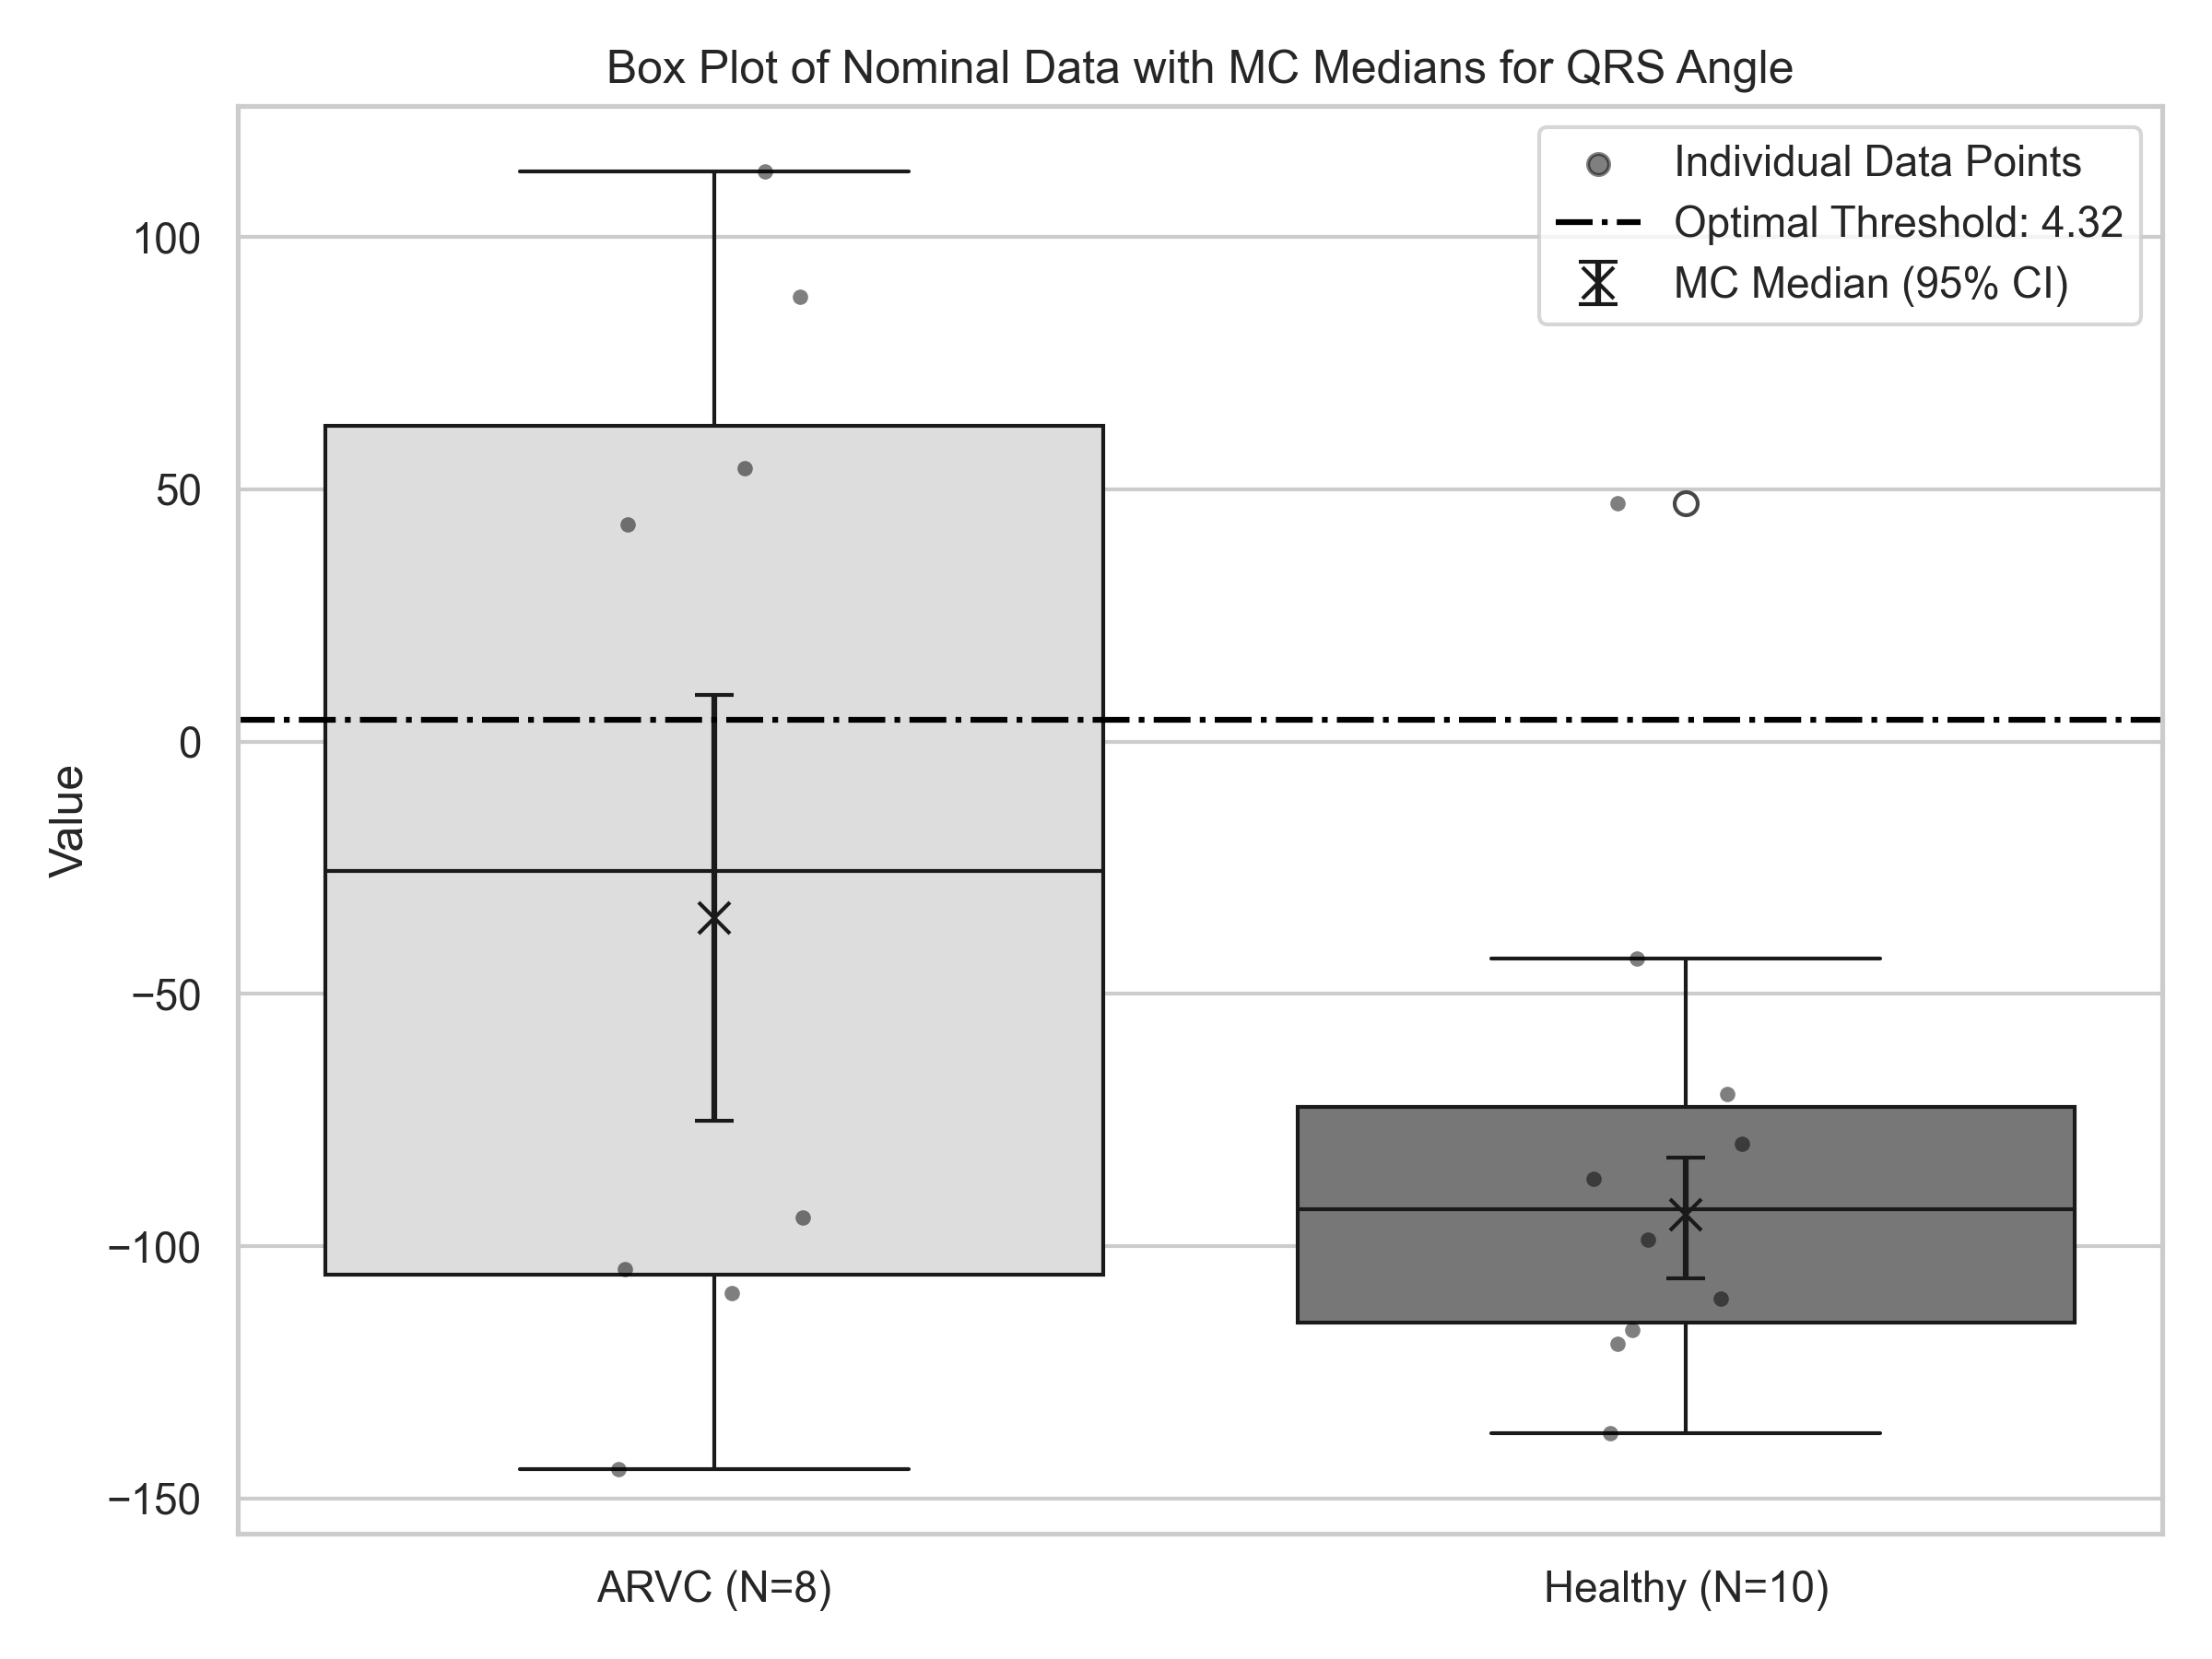 Box Plot of Nominal Data with MC Medians for QRS Angle
Individual Data Points
Optimal Threshold: 4.32
MC Median (95% CI)
Value
100
50
0
−50
−100
−150
ARVC (N=8)
Healthy (N=10)